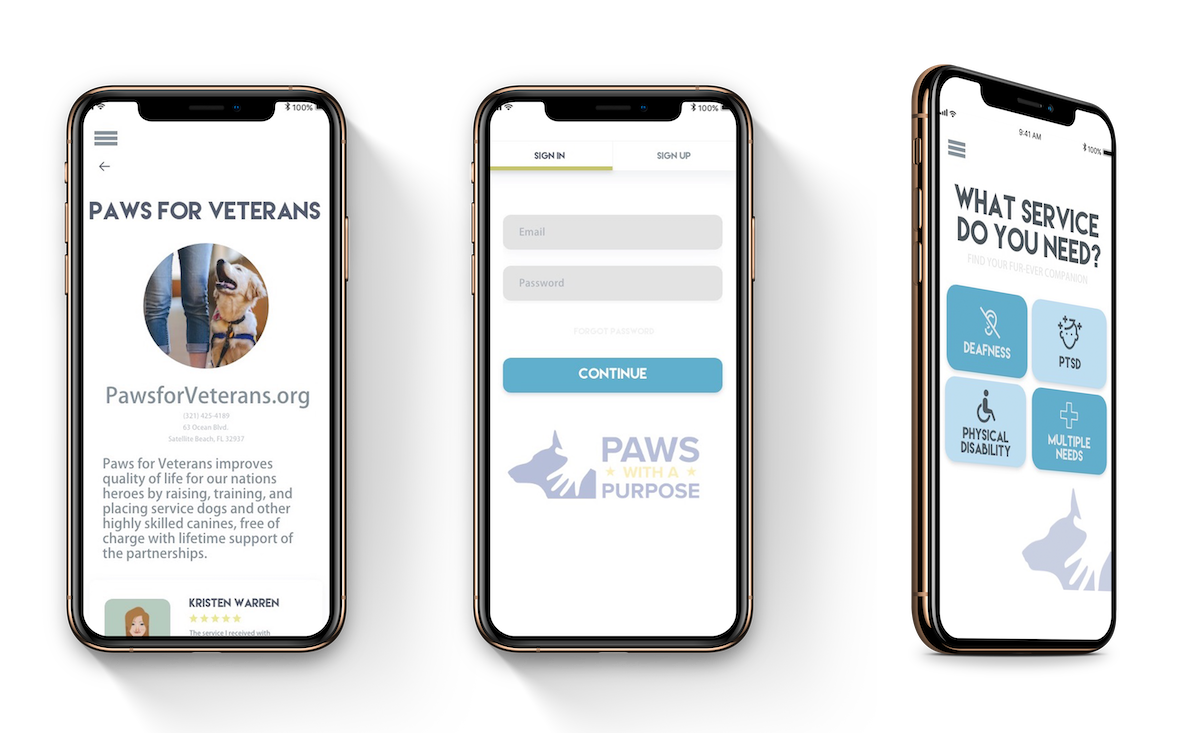 100%
PAWS FOR VETERANS
PawsforVeterans.org
(321) 425-4189
63 Ocean Blvd.
Satellite Beach, FL 32937
Paws for Veterans improves
quality of life for our nations
heroes by raising, training, and
placing service dogs and other
highly skilled canines, free of
charge with lifetime support of
the partnerships.
KRISTEN WARREN
The service I received with
100%
SIGN IN
SIGN UP
Email
Password
FORGOT PASSWORD
CONTINUE
PAWS
WITH A
PURPOSE
9:41 AM
100%
WHAT SERVICE
DO YOU NEED?
FIND YOUR FUR-EVER COMPANION
DEAFNESS
PTSD
PHYSICAL
DISABILITY
MULTIPLE
NEEDS